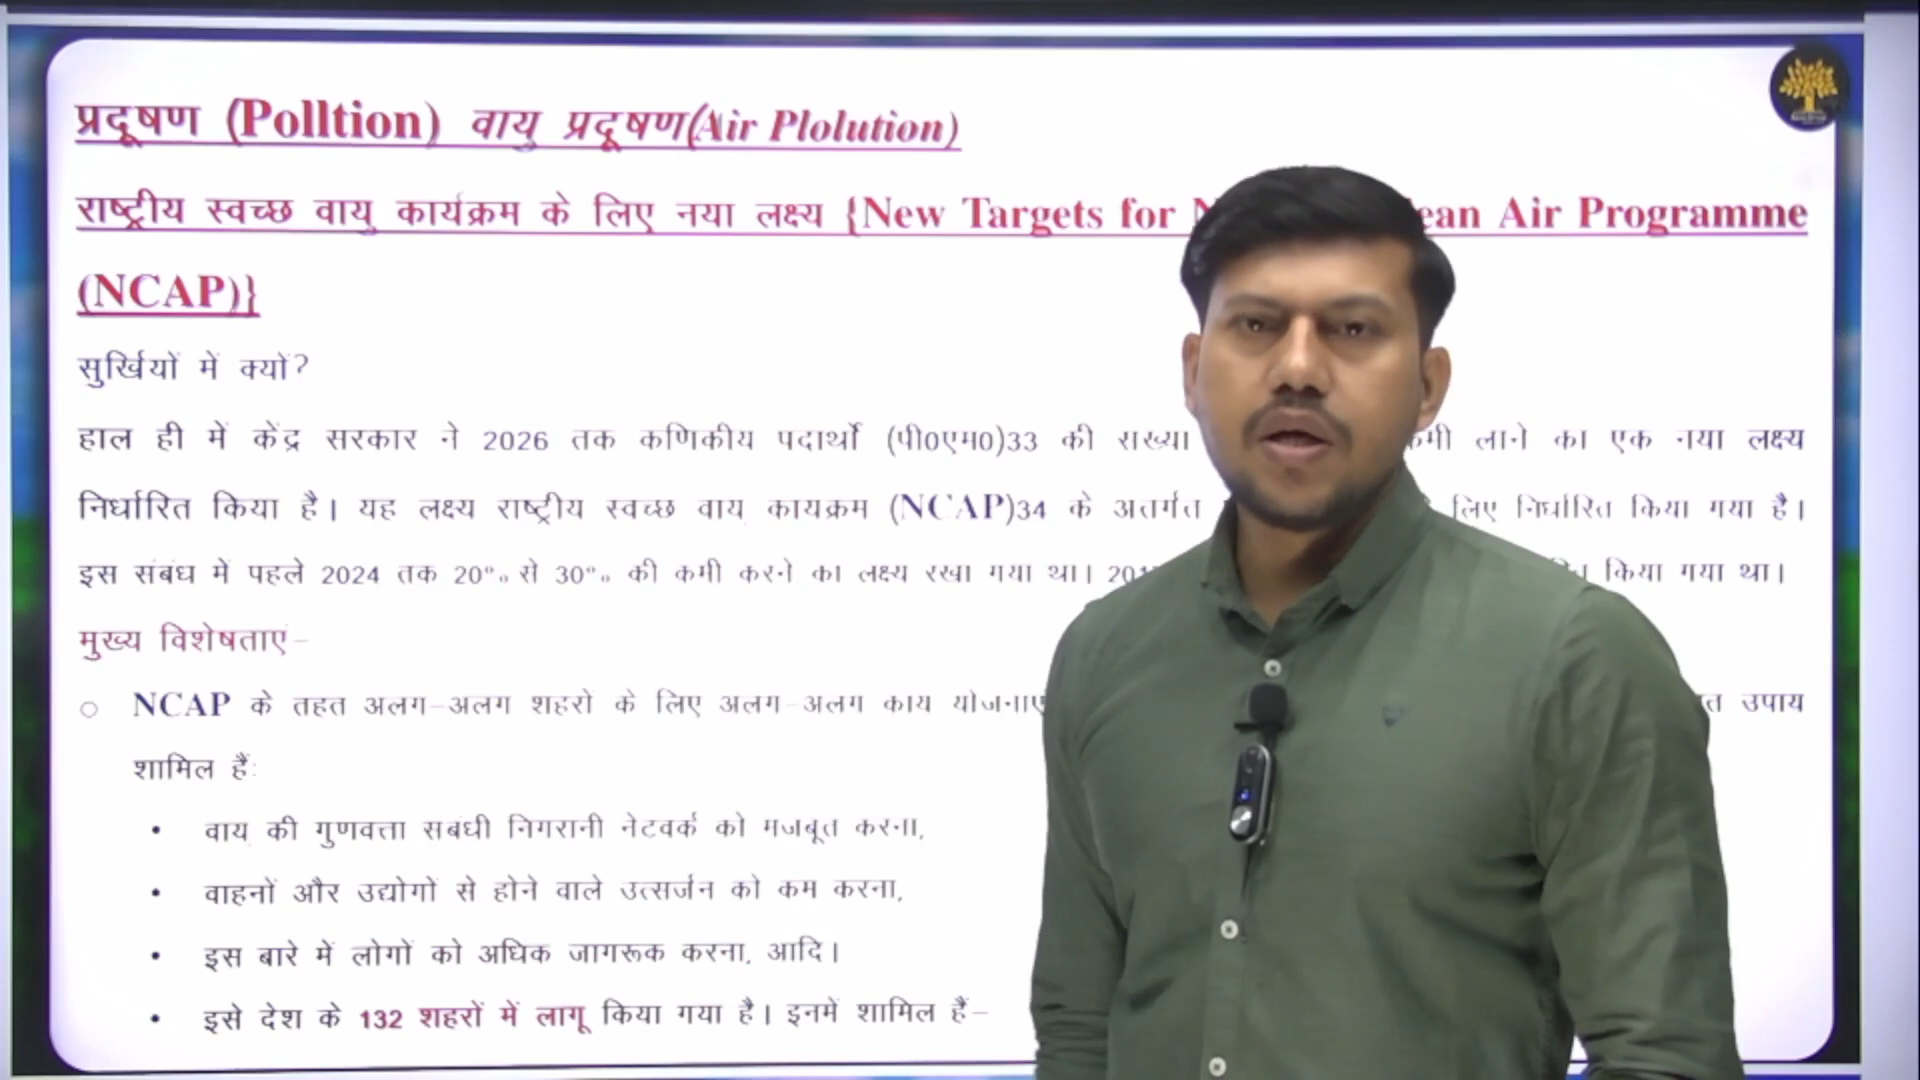 प्रदूषण (Polltion) वायु प्रदूषण(Air Plolution)
राष्ट्रीय स्वच्छ वायु कार्यक्रम के लिए नया लक्ष्य {New Targets for Air Programme
(NCAP)}
सुर्खियों में क्यों?
हाल ही में केंद्र सरकार ने 2026 तक कणिकीय पदार्थों (पी0एम0)33 की संख्या लाने का एक नया लक्ष्य
निर्धारित किया है। यह लक्ष्य राष्ट्रीय स्वच्छ वायु कार्यक्रम (NCAP)34 के अंतर्गत लिए निर्धारित किया गया है।
इस संबंध में पहले 2024 तक 20% से 30% की कमी करने का लक्ष्य रखा गया था। किया गया था।
मुख्य विशेषताएं–
○ NCAP के तहत अलग–अलग शहरों के लिए अलग–अलग कार्य योजनाएं उपाय
शामिल हैं:
• वायु की गुणवत्ता संबंधी निगरानी नेटवर्क को मजबूत करना,
• वाहनों और उद्योगों से होने वाले उत्सर्जन को कम करना,
• इस बारे में लोगों को अधिक जागरूक करना, आदि।
• इसे देश के 132 शहरों में लागू किया गया है। इनमें शामिल हैं–